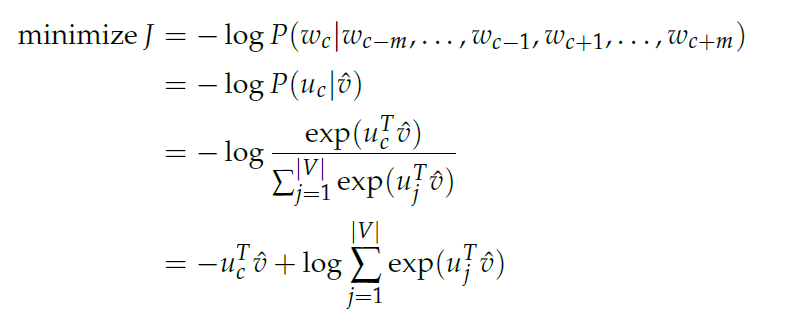 minimize J = − log P(w_c|w_{c−m}, . . . , w_{c−1}, w_{c+1}, . . . , w_{c+m})
= − log P(u_c|v̂)
= − log \frac{exp(u_c^T v̂)}{∑_{j=1}^{|V|} exp(u_j^T v̂)}
= −u_c^T v̂ + log ∑_{j=1}^{|V|} exp(u_j^T v̂)